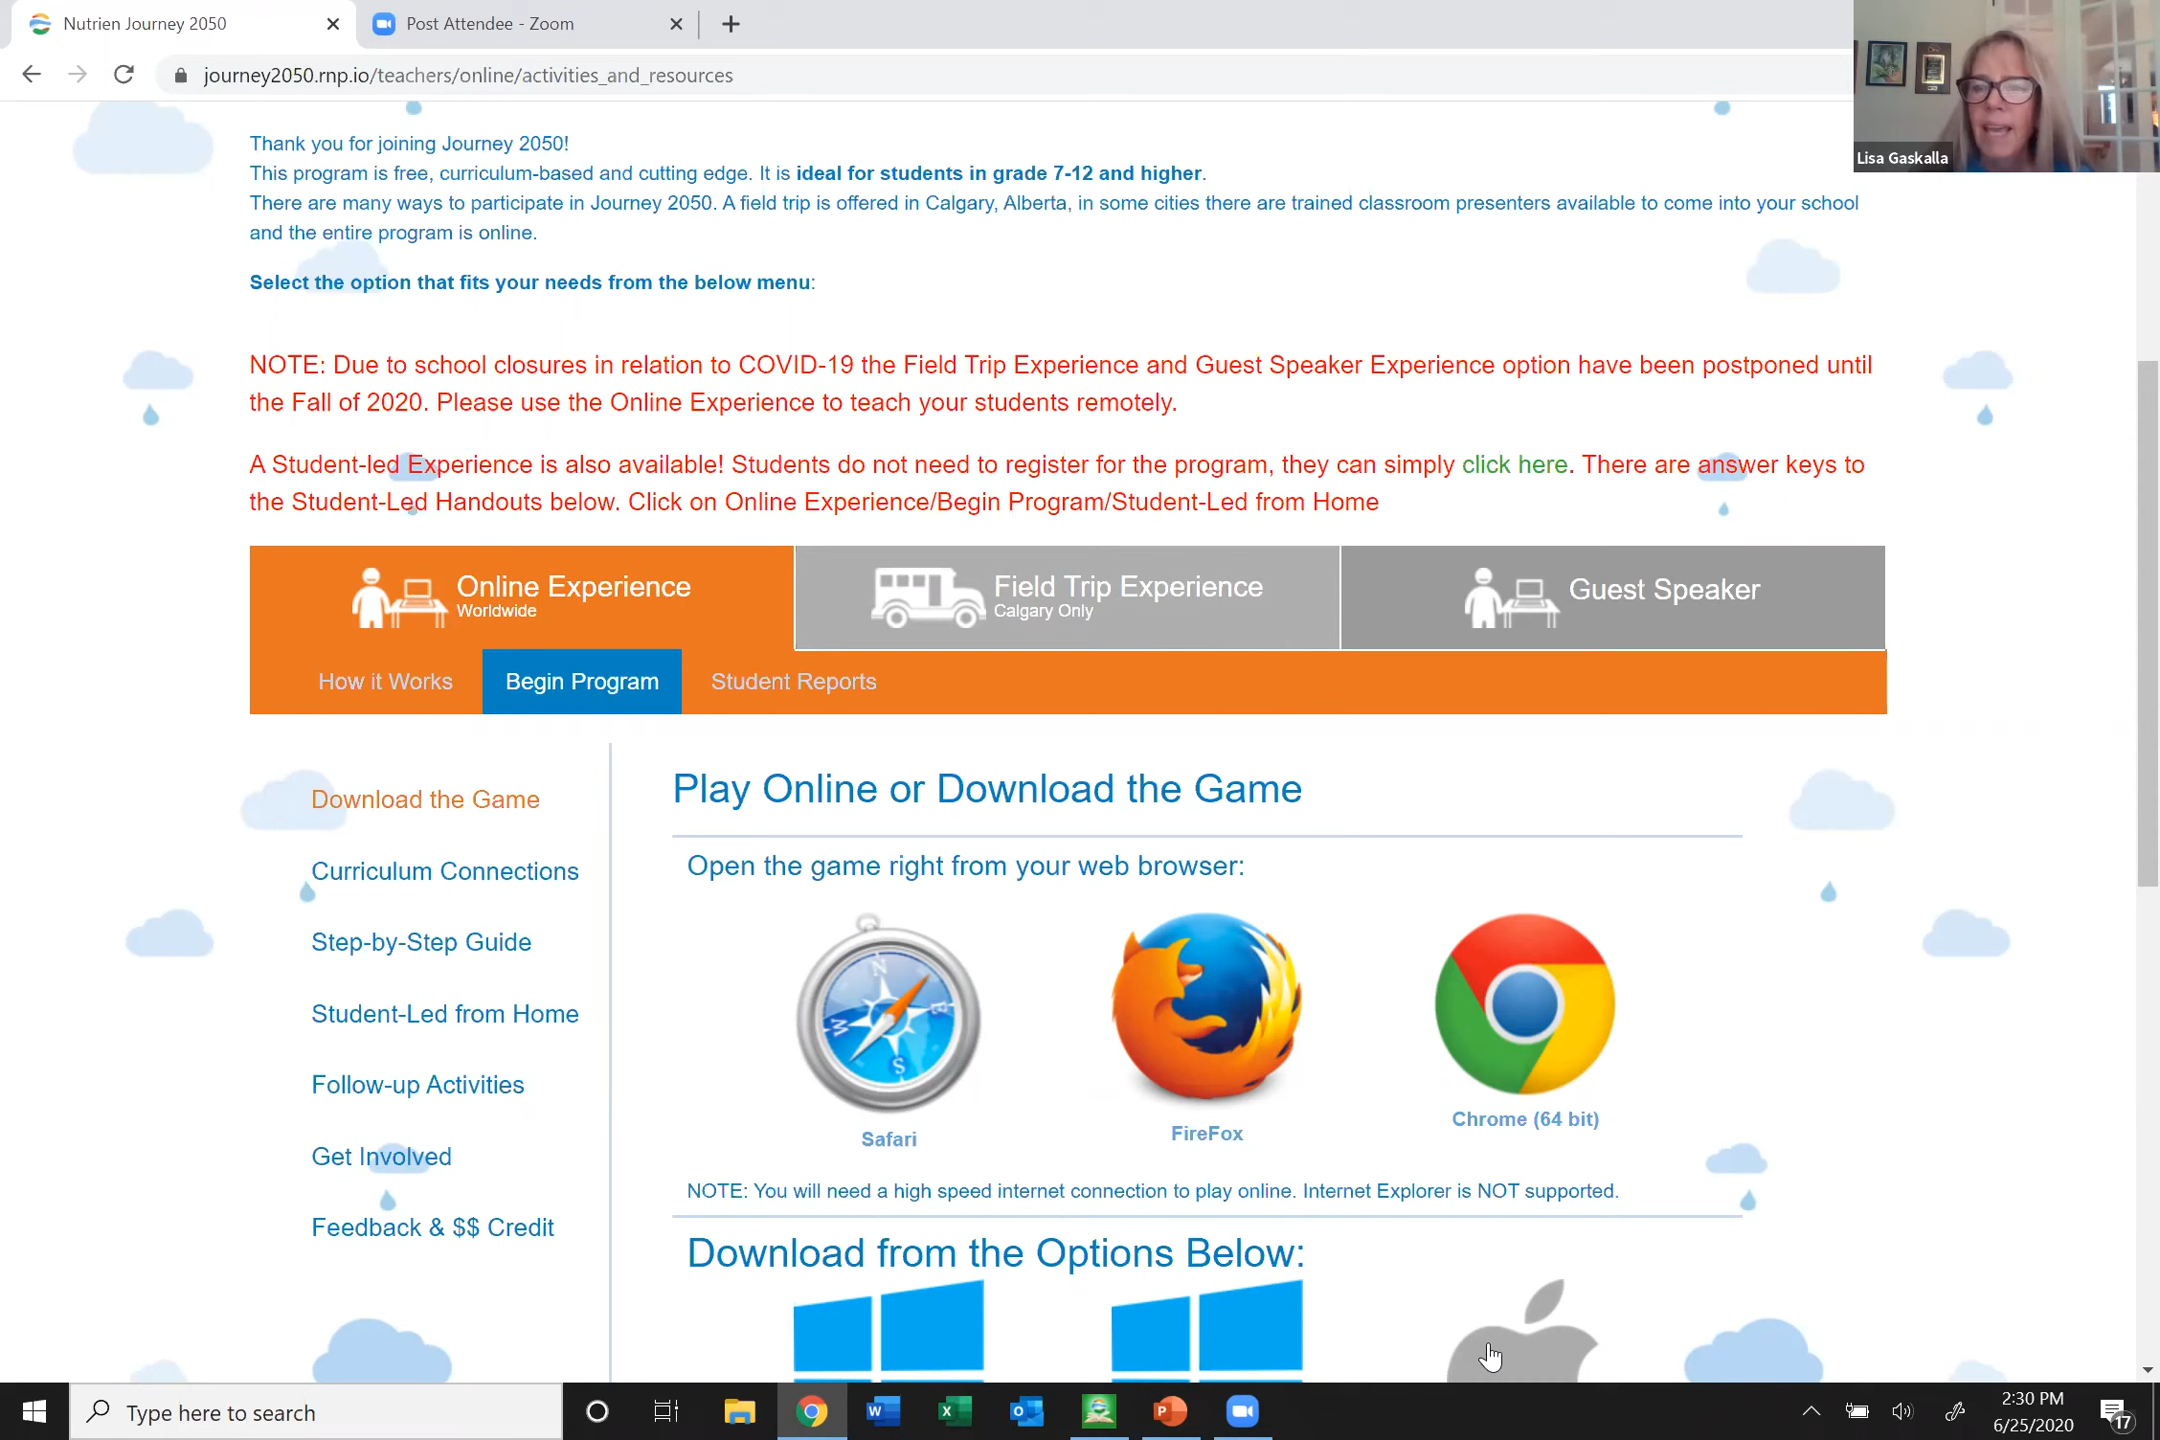 Nutrien Journey 2050
Post Attendee - Zoom
journey2050.rnp.io/teachers/online/activities_and_resources
Lisa Gaskalla
Thank you for joining Journey 2050!
This program is free, curriculum-based and cutting edge. It is ideal for students in grade 7-12 and higher.
There are many ways to participate in Journey 2050. A field trip is offered in Calgary, Alberta, in some cities there are trained classroom presenters available to come into your school
and the entire program is online.
Select the option that fits your needs from the below menu:
NOTE: Due to school closures in relation to COVID-19 the Field Trip Experience and Guest Speaker Experience option have been postponed until
the Fall of 2020. Please use the Online Experience to teach your students remotely.
A Student-led Experience is also available! Students do not need to register for the program, they can simply click here. There are answer keys to
the Student-Led Handouts below. Click on Online Experience/Begin Program/Student-Led from Home
Online Experience
Worldwide
Field Trip Experience
Calgary Only
Guest Speaker
How it Works
Begin Program
Student Reports
Download the Game
Curriculum Connections
Step-by-Step Guide
Student-Led from Home
Follow-up Activities
Get Involved
Feedback & $$ Credit
Play Online or Download the Game
Open the game right from your web browser:
N
E
W
S
Safari
FireFox
Chrome (64 bit)
NOTE: You will need a high speed internet connection to play online. Internet Explorer is NOT supported.
Download from the Options Below:
Type here to search
2:30 PM
6/25/2020
17